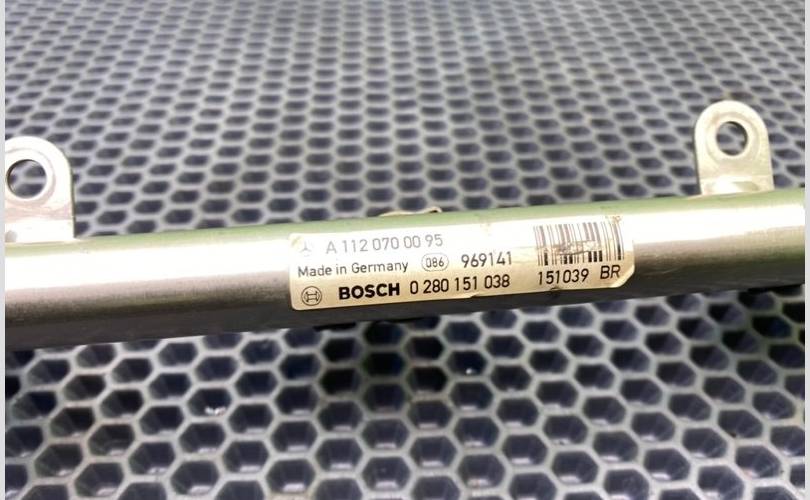 A 112 070 00 95
Made in Germany 086 969141
BOSCH 0 280 151 038 151039 BR